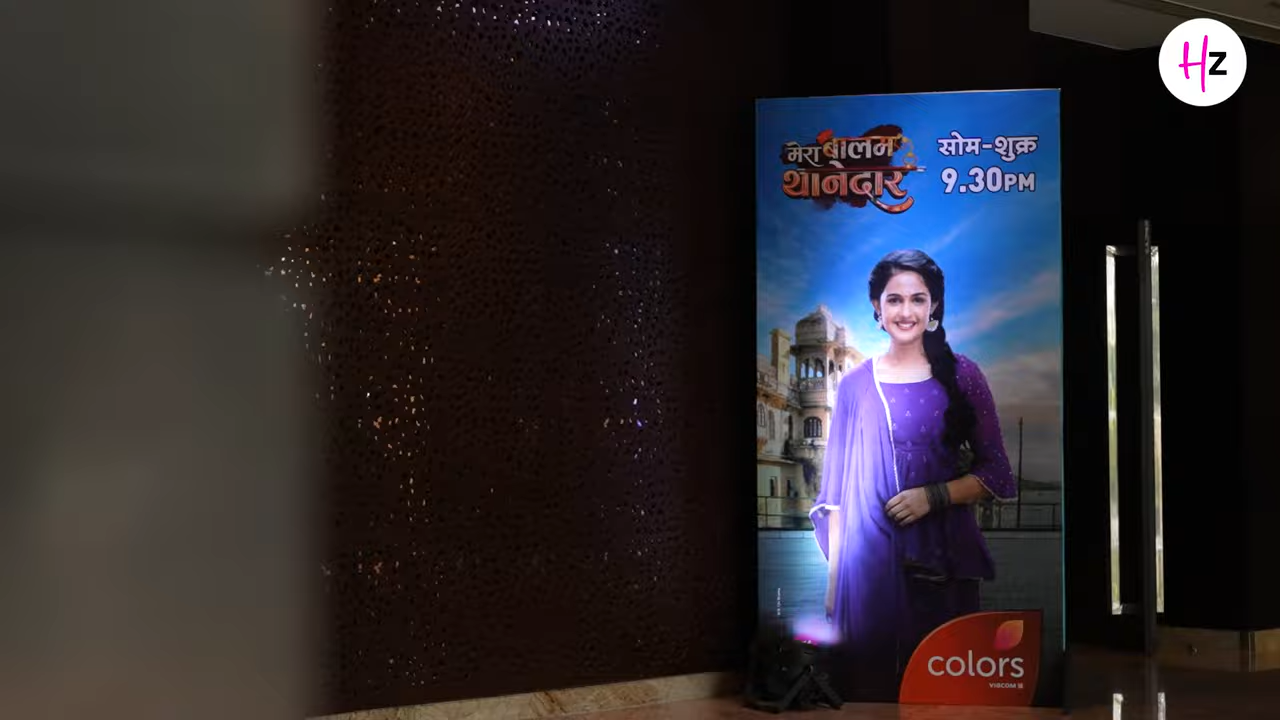 Hz
मेरा बालम
थानेदार
सोम-शुक्र
9.30PM
colors
VIACOM 18